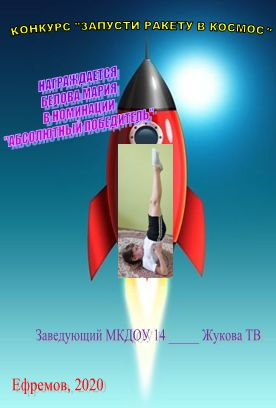 КОНКУРС "ЗАПУСТИ РАКЕТУ В КОСМОС"
НАГРАЖДАЕТСЯ
БЕЛОВА МАРИЯ
В НОМИНАЦИИ
"АБСОЛЮТНЫЙ ПОБЕДИТЕЛЬ"
Заведующий МКДОУ 14 _____ Жукова ТВ
Ефремов, 2020